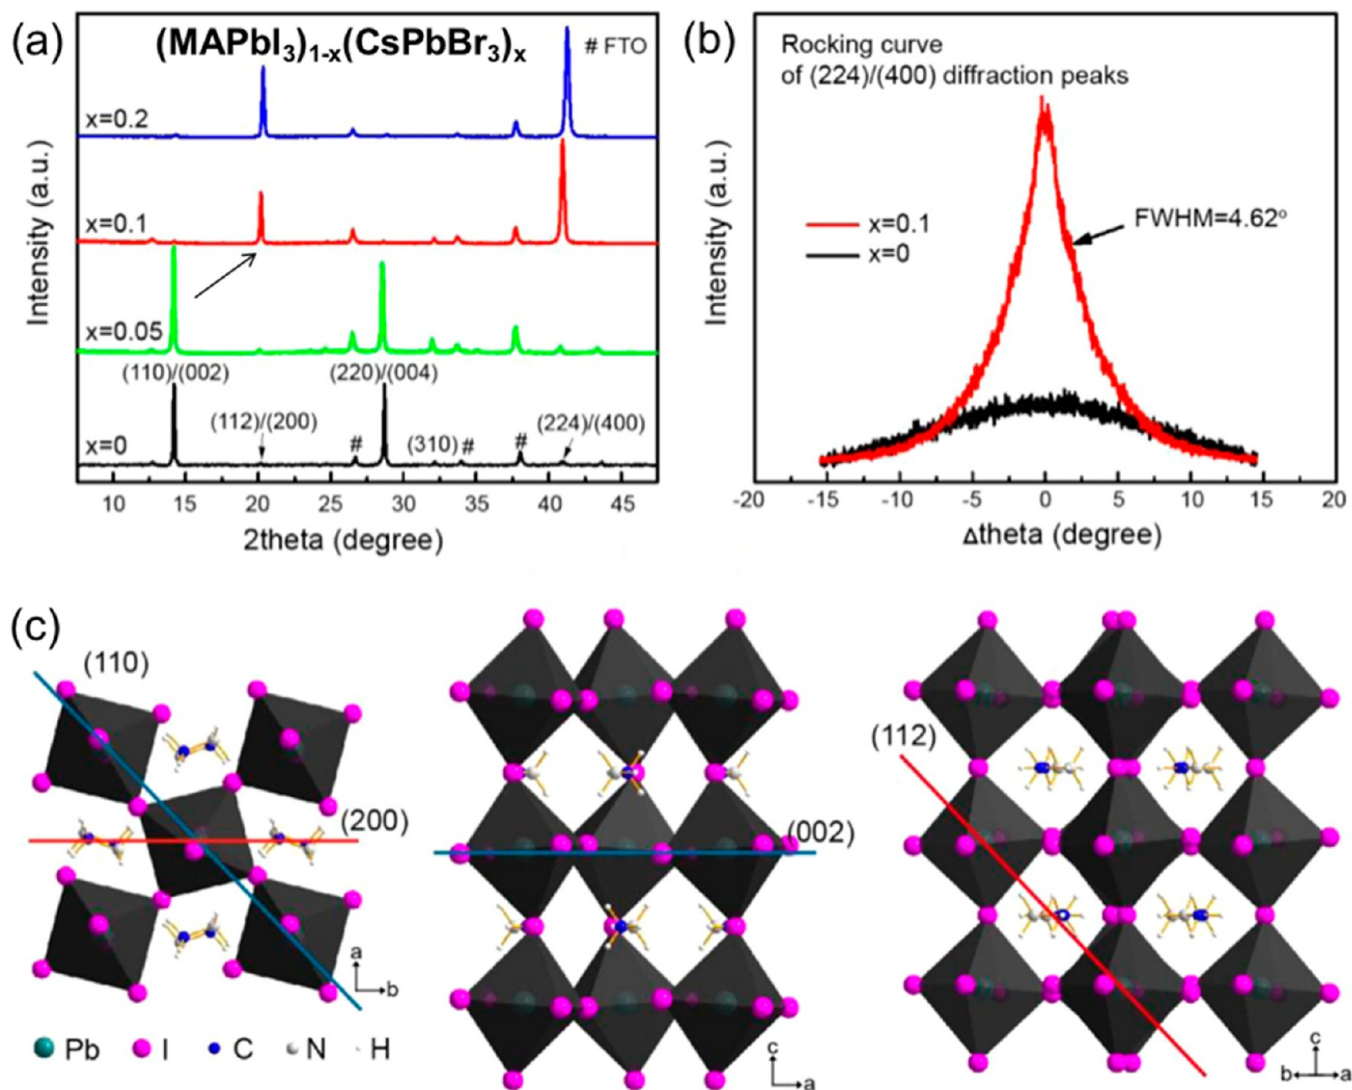 (a)
(MAPbI₃)₁₋ₓ(CsPbBr₃)ₓ
# FTO
x=0.2
x=0.1
x=0.05
(110)/(002)
(220)/(004)
x=0
(112)/(200)
#
(310)
#
#
(224)/(400)
10 15 20 25 30 35 40 45
2theta (degree)
Intensity (a.u.)
(b)
Rocking curve
of (224)/(400) diffraction peaks
x=0.1
x=0
FWHM=4.62°
-20 -15 -10 -5 0 5 10 15 20
Δtheta (degree)
Intensity (a.u.)
(c)
(110)
(200)
a
b
(002)
c
a
(112)
c
b a
Pb I C N H